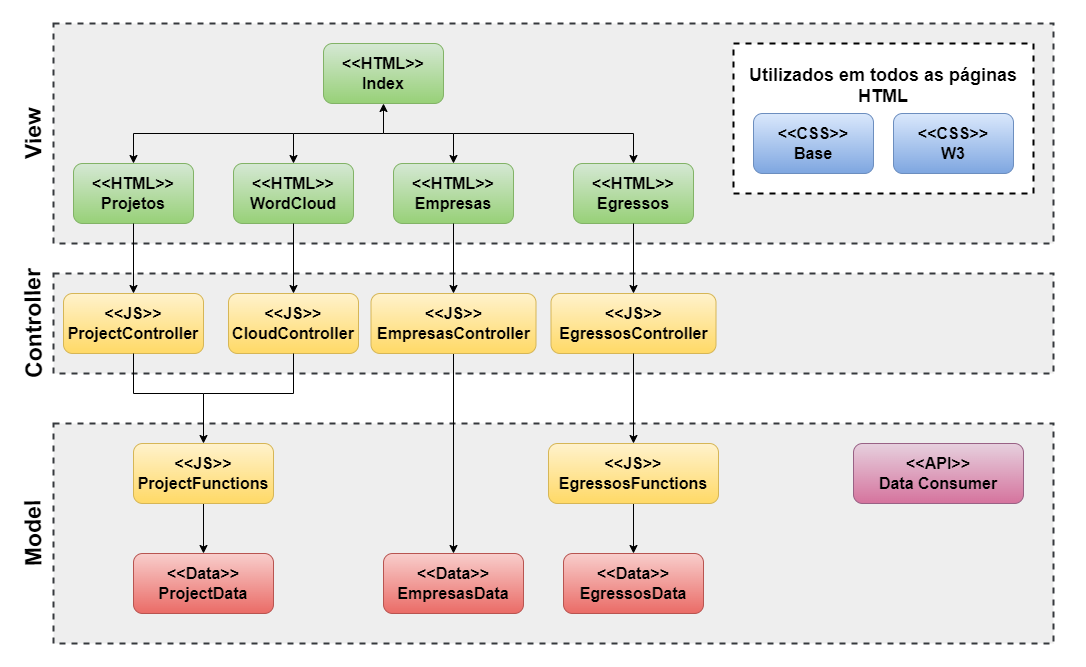 View
<<HTML>>
Index
Utilizados em todos as páginas
HTML
<<CSS>>
Base
<<CSS>>
W3
<<HTML>>
Projetos
<<HTML>>
WordCloud
<<HTML>>
Empresas
<<HTML>>
Egressos
Controller
<<JS>>
ProjectController
<<JS>>
CloudController
<<JS>>
EmpresasController
<<JS>>
EgressosController
Model
<<JS>>
ProjectFunctions
<<JS>>
EgressosFunctions
<<API>>
Data Consumer
<<Data>>
ProjectData
<<Data>>
EmpresasData
<<Data>>
EgressosData